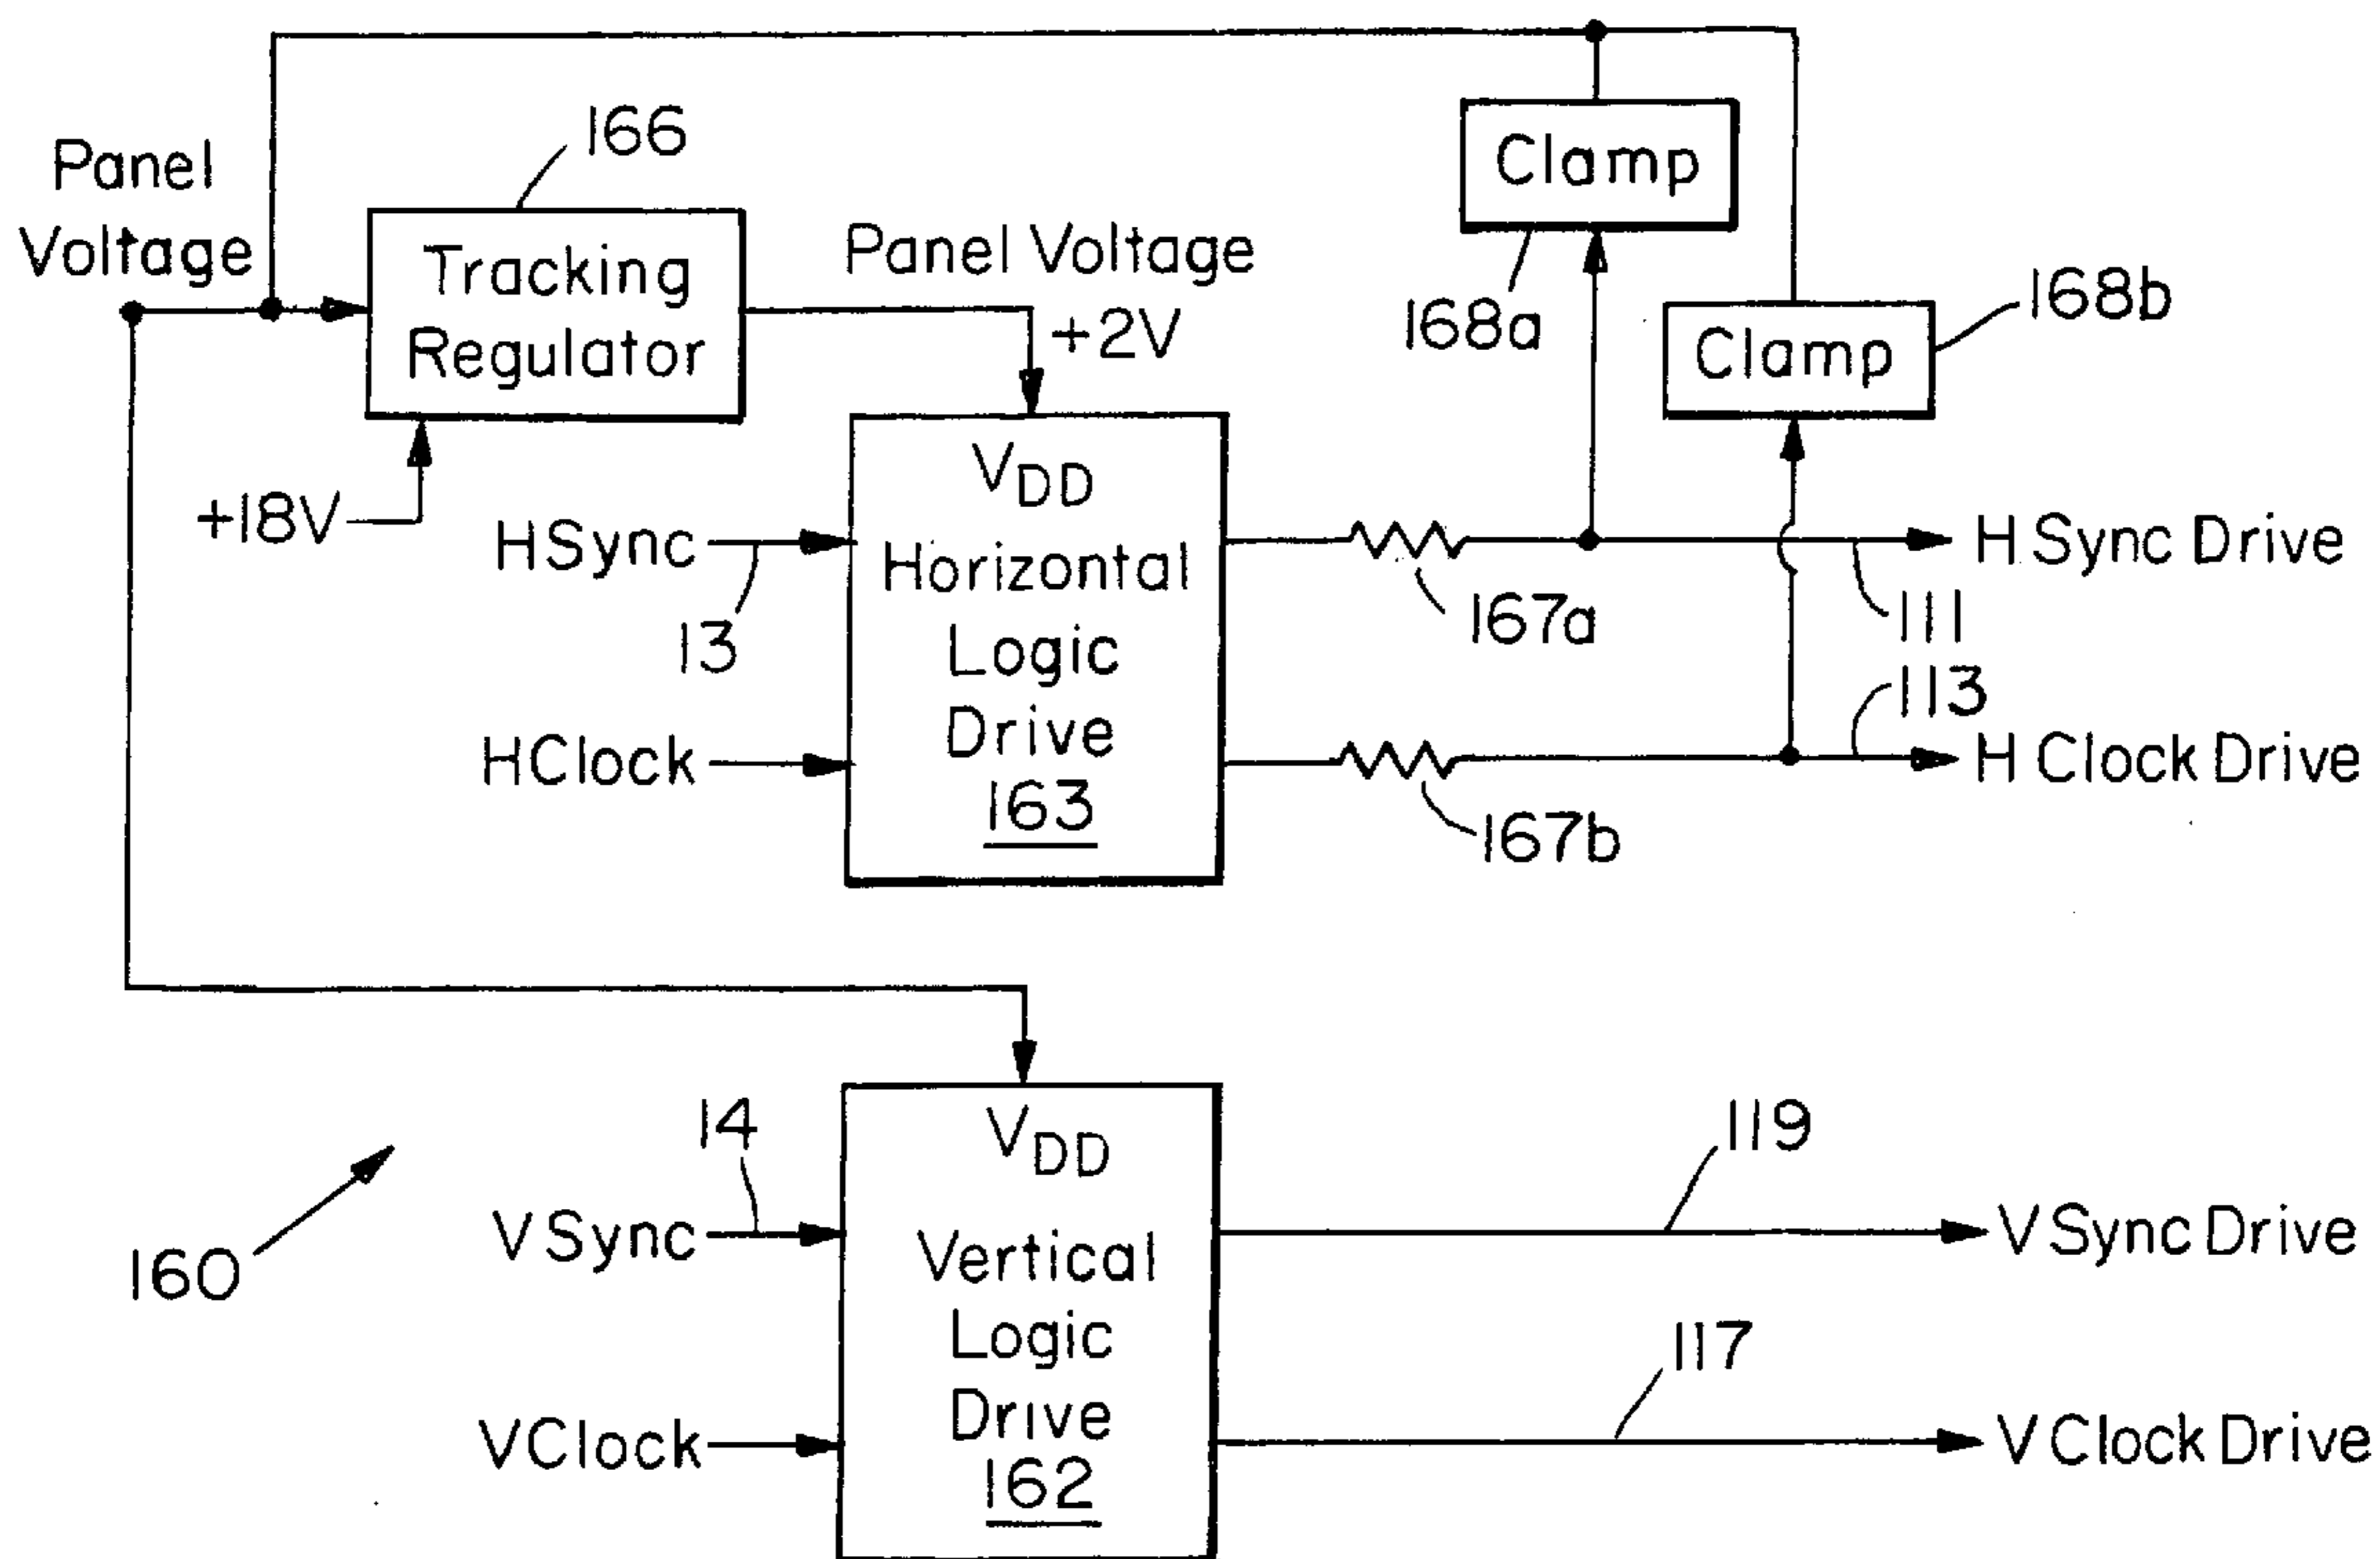 Panel
Voltage
166
Tracking
Regulator
+18V
Panel Voltage
+2V
Clamp
168a
Clamp
168b
HSync
13
HClock
VDD
Horizontal
Logic
Drive
163
167a
167b
H Sync Drive
111
113
H Clock Drive
160
14
V Sync
VClock
VDD
Vertical
Logic
Drive
162
119
V Sync Drive
117
V Clock Drive